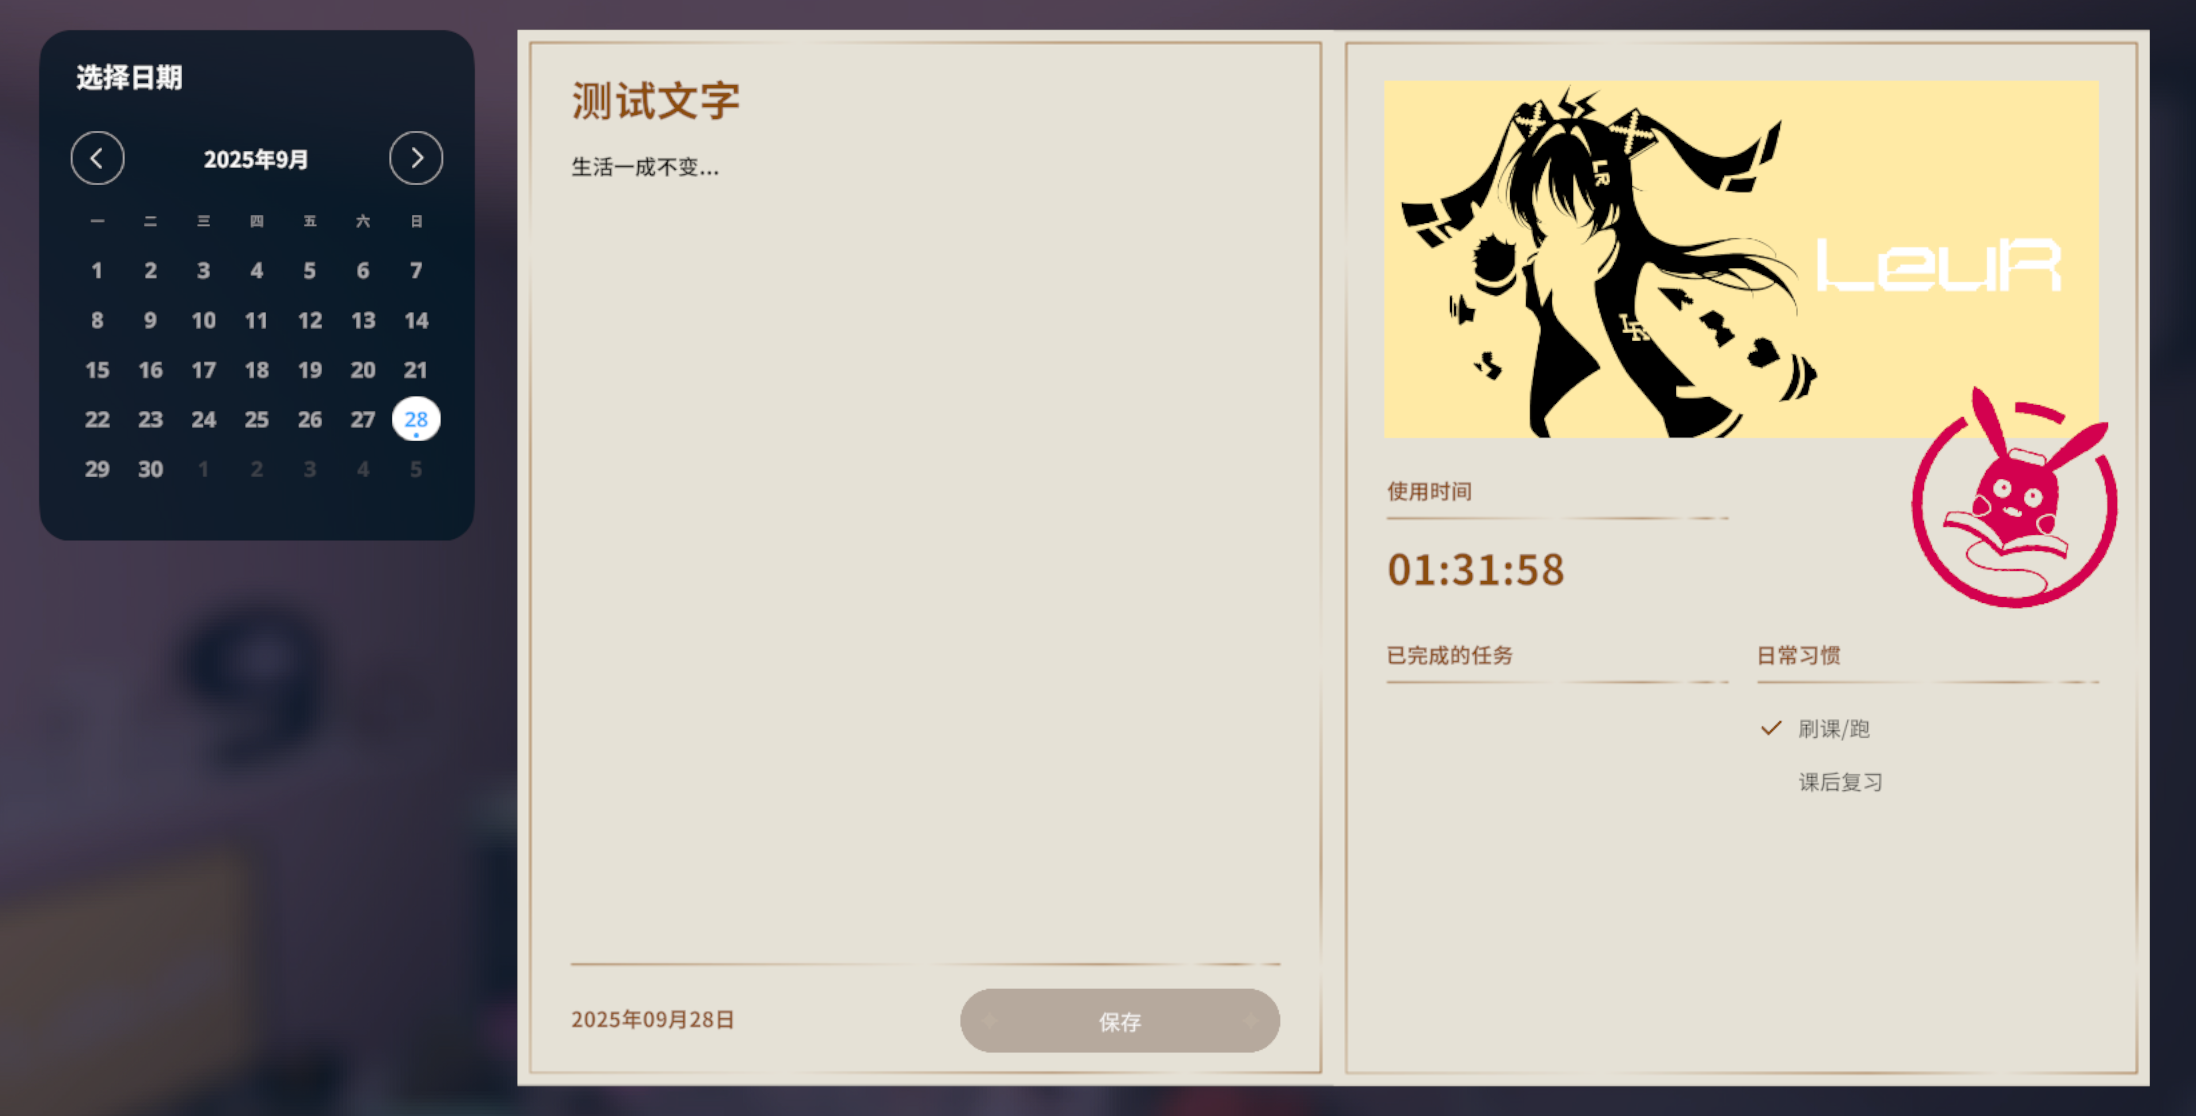 选择日期
2025年9月
一 二 三 四 五 六 日
1 2 3 4 5 6 7
8 9 10 11 12 13 14
15 16 17 18 19 20 21
22 23 24 25 26 27 28
29 30 1 2 3 4 5
测试文字
生活一成不变...
2025年09月28日
保存
LR
LR
LeuR
使用时间
01:31:58
已完成的任务
日常习惯
刷课/跑
课后复习